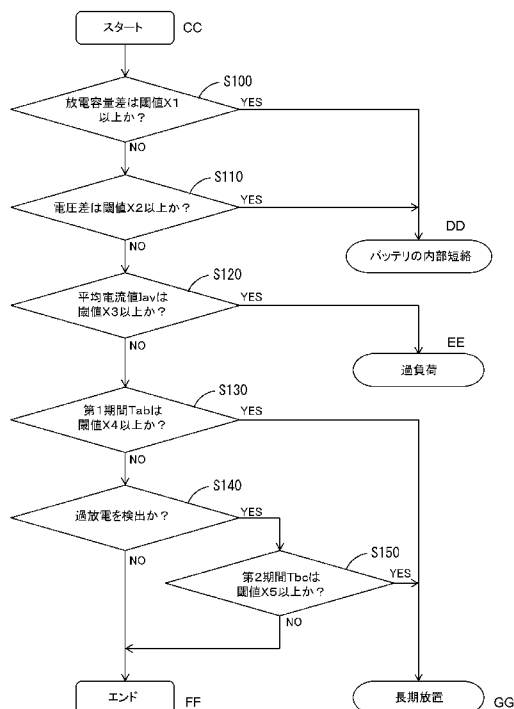 スタート
CC
S100
放電容量差は閾値X1
以上か？
YES
NO
S110
電圧差は閾値X2以上か？
YES
NO
DD
バッテリの内部短絡
S120
平均電流値Iavは
閾値X3以上か？
YES
NO
EE
過負荷
S130
第1期間Tabは
閾値X4以上か？
YES
NO
S140
過放電を検出か？
YES
NO
S150
第2期間Tbcは
閾値X5以上か？
YES
NO
エンド
FF
長期放置
GG